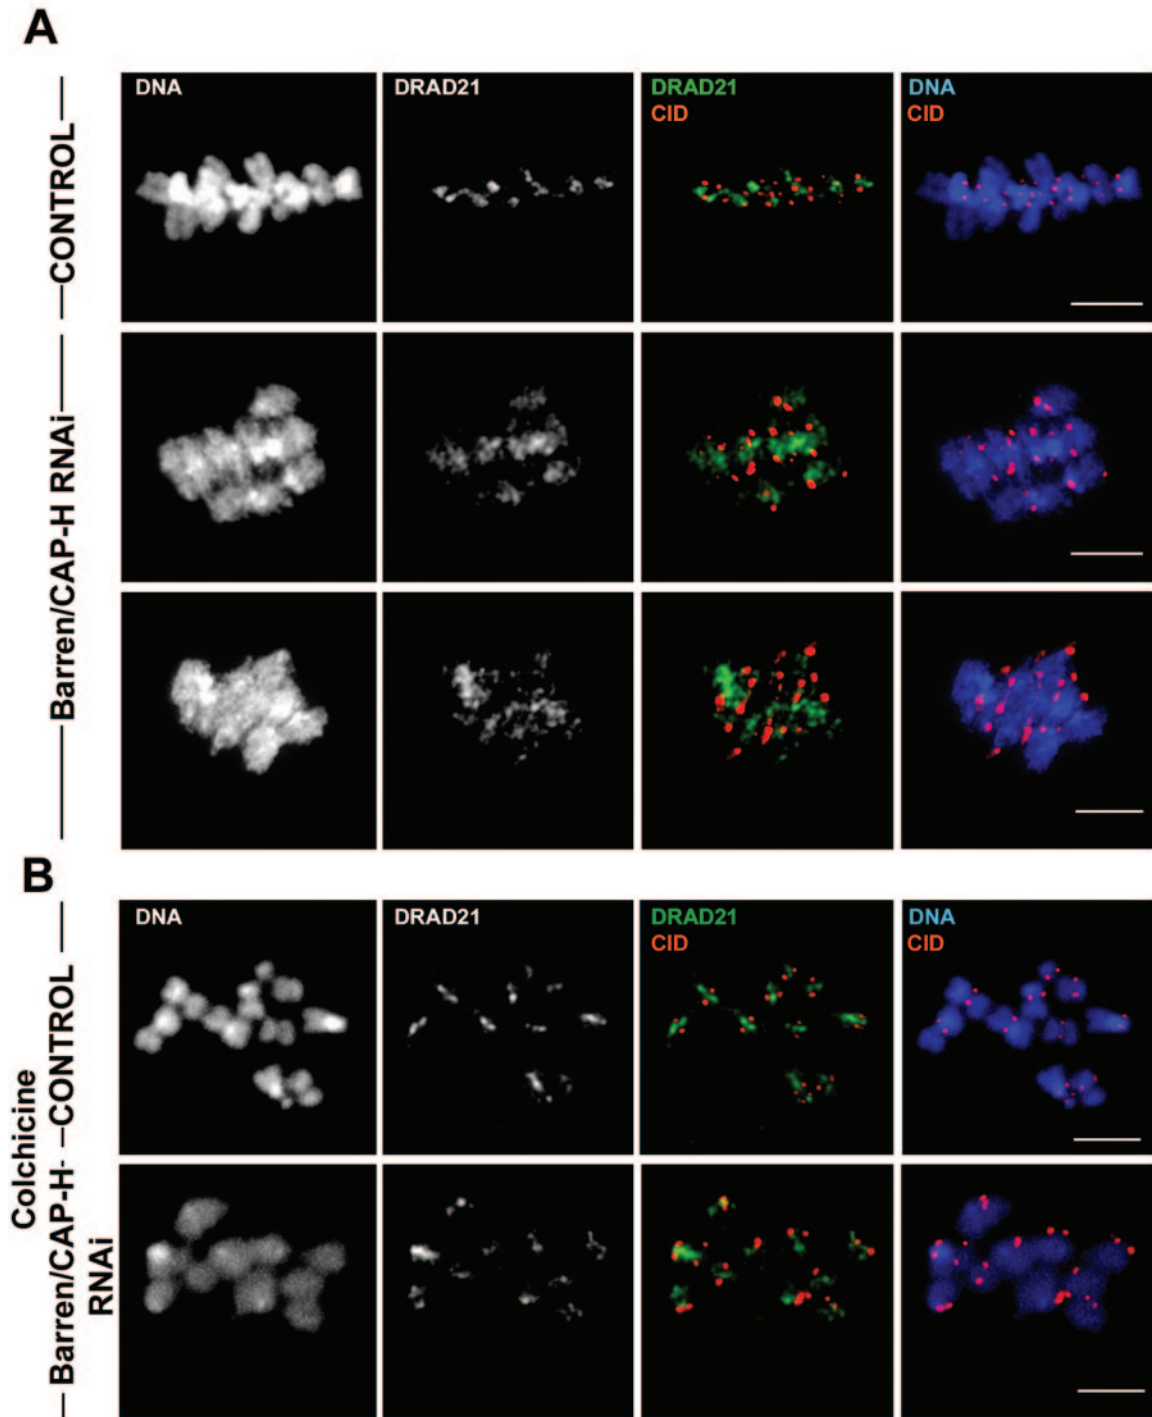 A
CONTROL
DNA
DRAD21
DRAD21
CID
DNA
CID
Barren/CAP-H RNAi
B
Colchicine
CONTROL
DNA
DRAD21
DRAD21
CID
DNA
CID
Barren/CAP-H-
RNAi